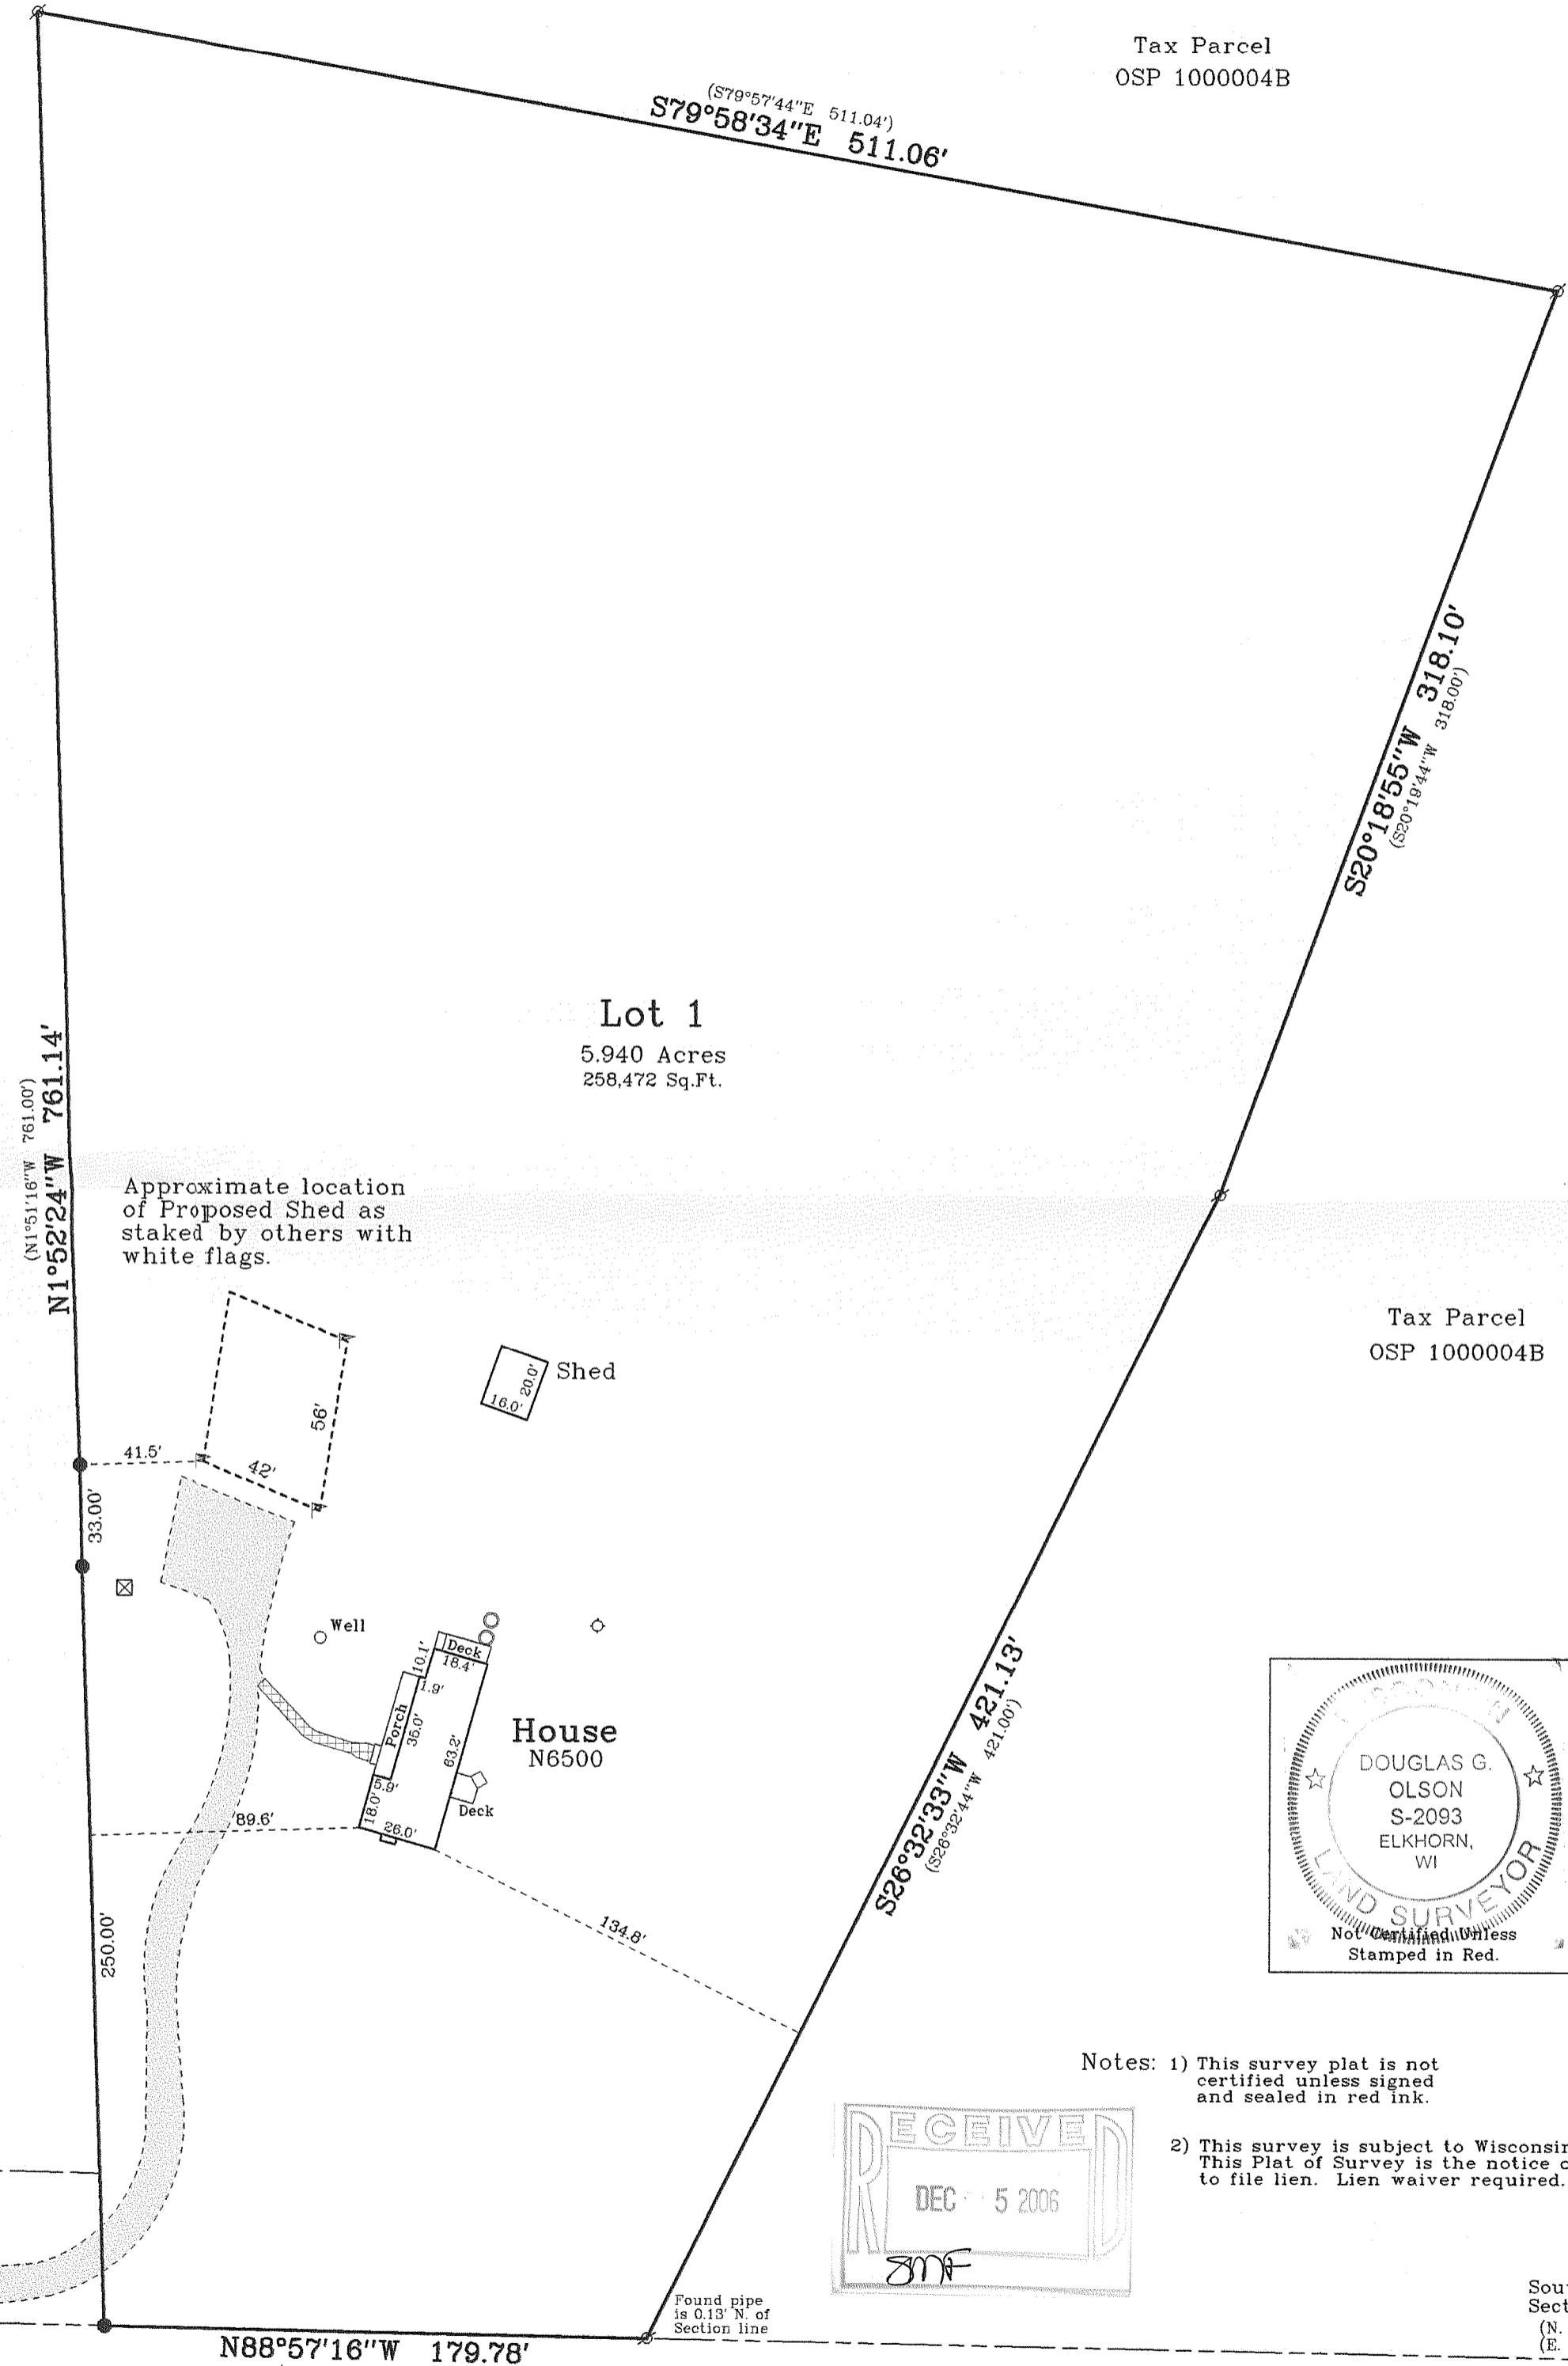 Tax Parcel
OSP 1000004B
(S79°57'44"E 511.04')
S79°58'34"E 511.06'
S20°18'55"W 318.10'
(S20°19'44"W 318.00')
Lot 1
5.940 Acres
258,472 Sq.Ft.
(N1°51'16"W 761.00')
N1°52'24"W 761.14'
Approximate location
of Proposed Shed as
staked by others with
white flags.
Tax Parcel
OSP 1000004B
Shed
20.0'
16.0'
56'
42'
41.5'
33.00'
Well
Deck
18.4'
10.1'
1.9'
Porch
35.0'
63.2'
House
N6500
5.9'
18.0'
26.0'
Deck
89.6'
134.8'
250.00'
S26°32'33"W 421.13'
(S26°32'44"W 421.00')
WISCONSIN
DOUGLAS G.
OLSON
S-2093
ELKHORN,
WI
LAND SURVEYOR
Not Certified Unless
Stamped in Red.
Notes: 1) This survey plat is not
certified unless signed
and sealed in red ink.
2) This survey is subject to Wisconsin
This Plat of Survey is the notice o
to file lien. Lien waiver required.
RECEIVED
DEC 5 2006
SMF
Found pipe
is 0.13' N. of
Section line
Sou
Sect
(N.
(E.
N88°57'16"W 179.78'